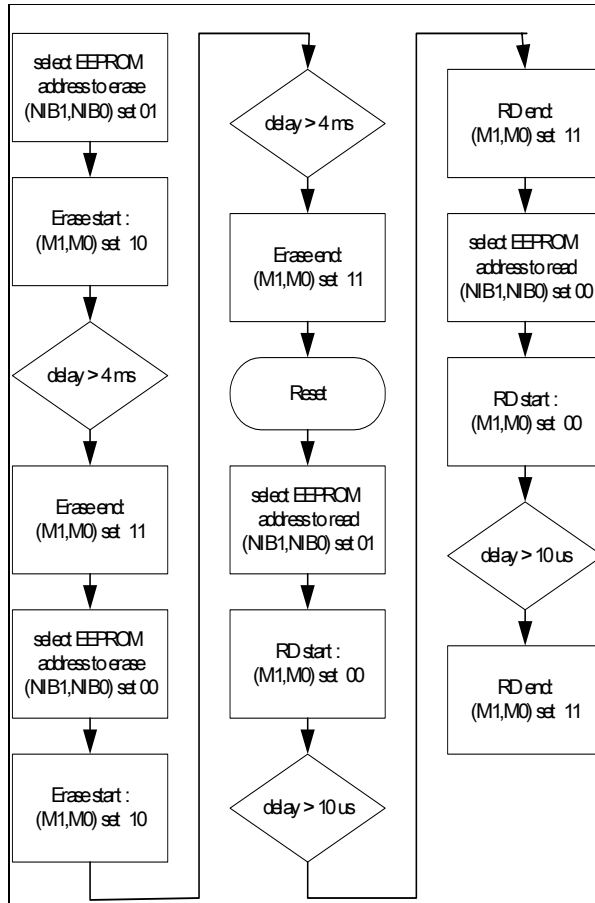 select EEPROM
address to erase
(NIB1,NIB0) set 01
Erase start :
(M1,M0) set 10
delay > 4 ms
Erase end:
(M1,M0) set 11
select EEPROM
address to erase
(NIB1,NIB0) set 00
Erase start :
(M1,M0) set 10
delay > 4 ms
Erase end:
(M1,M0) set 11
Reset
select EEPROM
address to read
(NIB1,NIB0) set 01
RD start :
(M1,M0) set 00
delay > 10 us
RD end:
(M1,M0) set 11
select EEPROM
address to read
(NIB1,NIB0) set 00
RD start :
(M1,M0) set 00
delay > 10 us
RD end:
(M1,M0) set 11